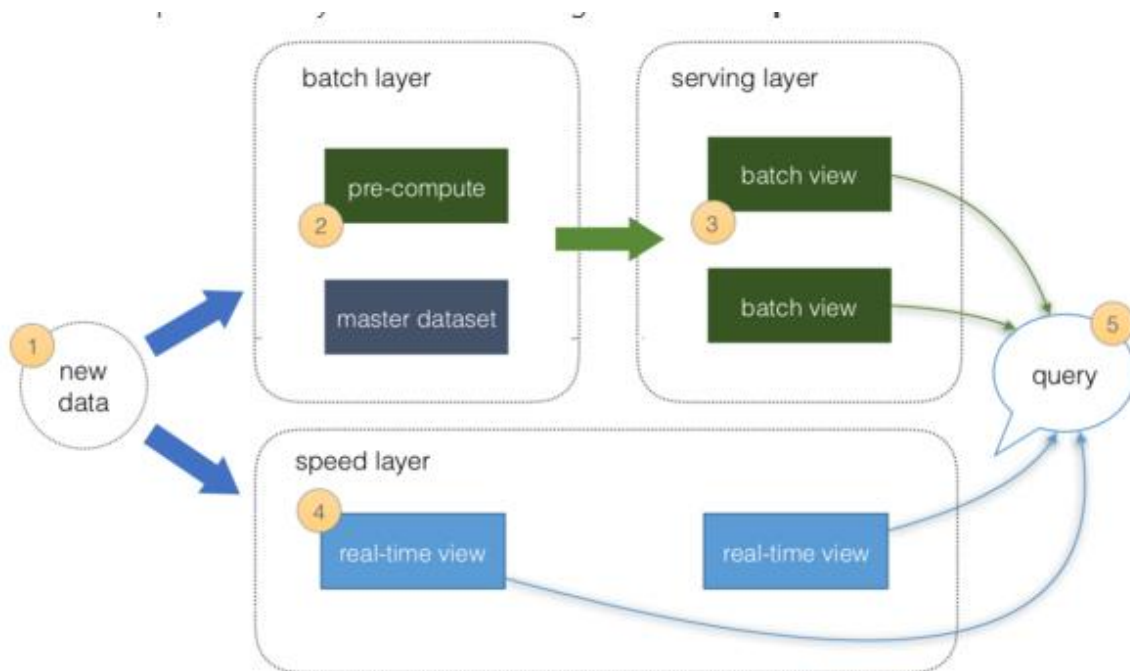 batch layer
serving layer
pre-compute
batch view
2
3
master dataset
batch view
1
new
data
5
query
speed layer
4
real-time view
real-time view